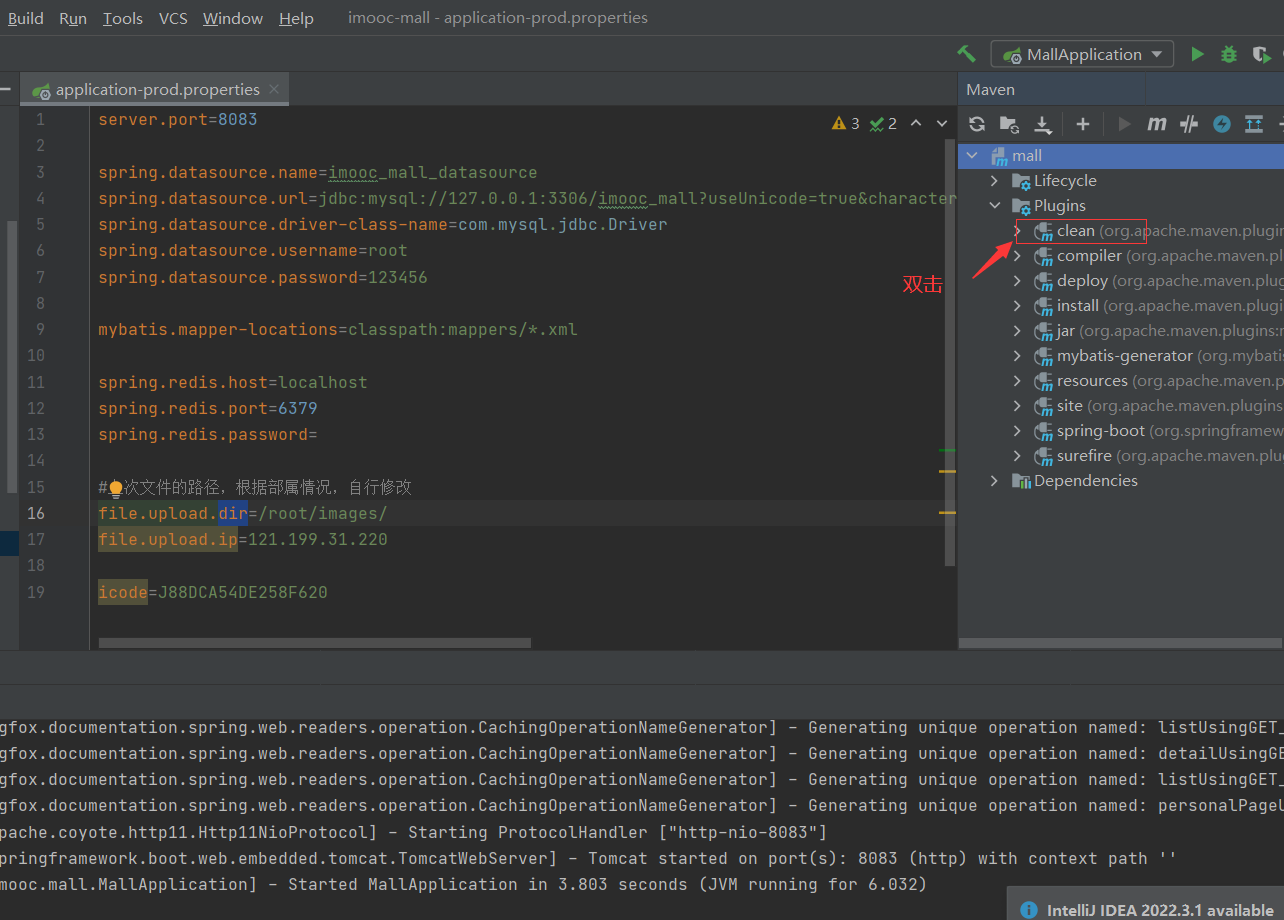 Build Run Tools VCS Window Help imooc-mall - application-prod.properties
MallApplication
application-prod.properties
Maven
1 server.port=8083
3 2
2
3 spring.datasource.name=imooc_mall_datasource
4 spring.datasource.url=jdbc:mysql://127.0.0.1:3306/imooc_mall?useUnicode=true&character
5 spring.datasource.driver-class-name=com.mysql.jdbc.Driver
6 spring.datasource.username=root
7 spring.datasource.password=123456
8
9 mybatis.mapper-locations=classpath:mappers/*.xml
10
11 spring.redis.host=localhost
12 spring.redis.port=6379
13 spring.redis.password=
14
15 #次文件的路径，根据部属情况，自行修改
16 file.upload.dir=/root/images/
17 file.upload.ip=121.199.31.220
18
19 icode=J88DCA54DE258F620
双击
mall
Lifecycle
Plugins
clean (org.apache.maven.plugin
compiler (org.apache.maven.pl
deploy (org.apache.maven.plug
install (org.apache.maven.plugi
jar (org.apache.maven.plugins:
mybatis-generator (org.mybatis
resources (org.apache.maven.p
site (org.apache.maven.plugins
spring-boot (org.springframew
surefire (org.apache.maven.plu
Dependencies
gfox.documentation.spring.web.readers.operation.CachingOperationNameGenerator] - Generating unique operation named: listUsingGET_
gfox.documentation.spring.web.readers.operation.CachingOperationNameGenerator] - Generating unique operation named: detailUsingGE
gfox.documentation.spring.web.readers.operation.CachingOperationNameGenerator] - Generating unique operation named: listUsingGET_
gfox.documentation.spring.web.readers.operation.CachingOperationNameGenerator] - Generating unique operation named: personalPageU
pache.coyote.http11.Http11NioProtocol] - Starting ProtocolHandler ["http-nio-8083"]
pringframework.boot.web.embedded.tomcat.TomcatWebServer] - Tomcat started on port(s): 8083 (http) with context path ''
mooc.mall.MallApplication] - Started MallApplication in 3.803 seconds (JVM running for 6.032)
IntelliJ IDEA 2022.3.1 available